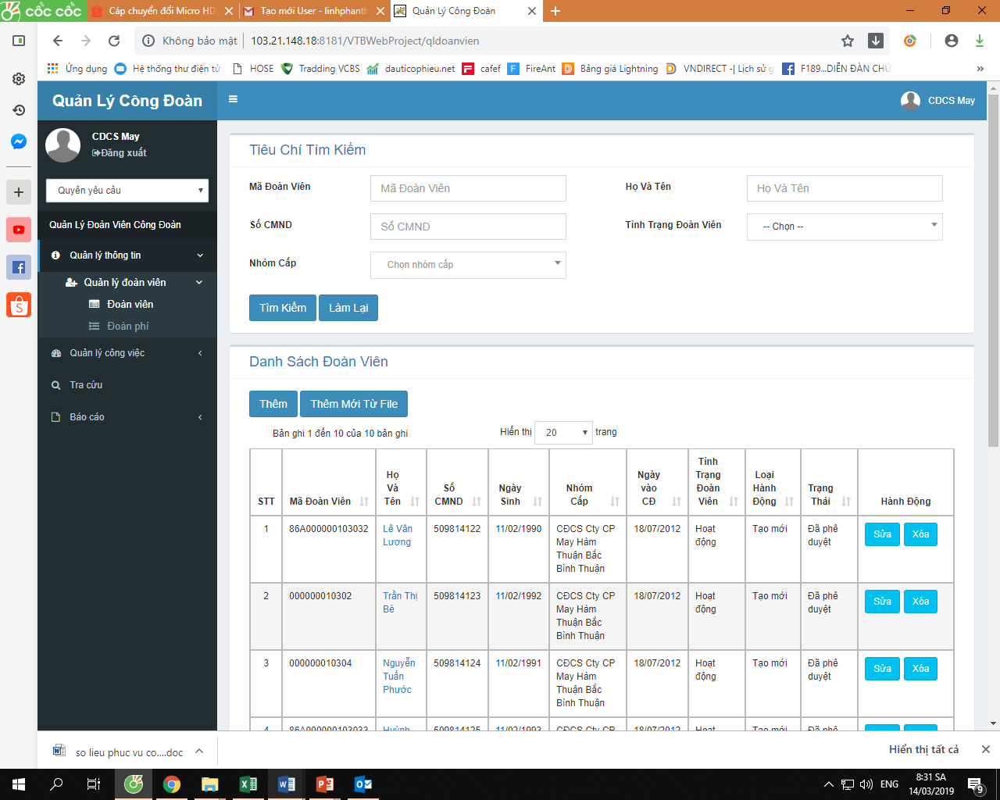 cốc cốc
Cáp chuyển đổi Micro HD
Tạo mới User - linhphanth
Quản Lý Công Đoàn
Không bảo mật
103.21.148.18:8181/VTBWebProject/qldoanvien
Ứng dụng
Hệ thống thư điện tử
HOSE
Tradding VCBS
dauticophieu.net
cafef
FireAnt
Bảng giá Lightning
VNDIRECT -| Lịch sử g
F189...DIỄN ĐÀN CHỨ
»
Quản Lý Công Đoàn
CDCS May
CDCS May
Đăng xuất
Quyền yêu cầu
Quản Lý Đoàn Viên Công Đoàn
Quản lý thông tin
Quản lý đoàn viên
Đoàn viên
Đoàn phí
Quản lý công việc
Tra cứu
Báo cáo
Tiêu Chí Tìm Kiếm
Mã Đoàn Viên
Mã Đoàn Viên
Họ Và Tên
Họ Và Tên
Số CMND
Số CMND
Tình Trạng Đoàn Viên
-- Chọn --
Nhóm Cấp
Chọn nhóm cấp
Tìm Kiếm
Làm Lại
Danh Sách Đoàn Viên
Thêm
Thêm Mới Từ File
Bản ghi 1 đến 10 của 10 bản ghi
Hiển thị 20 trang
STT
Mã Đoàn Viên
Họ
Và
Tên
Số
CMND
Ngày
Sinh
Nhóm
Cấp
Ngày
vào
CĐ
Tình
Trạng
Đoàn
Viên
Loại
Hành
Động
Trạng
Thái
Hành Động
1
86A000000103032
Lê Văn
Lương
509814122
11/02/1990
CĐCS Cty CP
May Hàm
Thuận Bắc
Bình Thuận
18/07/2012
Hoạt
động
Tạo mới
Đã phê
duyệt
Sửa
Xóa
2
000000010302
Trần Thị
Bé
509814123
11/02/1992
CĐCS Cty CP
May Hàm
Thuận Bắc
Bình Thuận
18/07/2012
Hoạt
động
Tạo mới
Đã phê
duyệt
Sửa
Xóa
3
000000010304
Nguyễn
Tuấn
Phước
509814124
11/02/1991
CĐCS Cty CP
May Hàm
Thuận Bắc
Bình Thuận
18/07/2012
Hoạt
động
Tạo mới
Đã phê
duyệt
Sửa
Xóa
4
86A000000103033
Huỳnh
509814125
11/02/1993
CĐCS Cty CP
18/07/2012
Hoạt
Tạo mới
Đã phê
so lieu phuc vu co....doc
Hiển thị tất cả
ENG
8:31 SA
14/03/2019
9